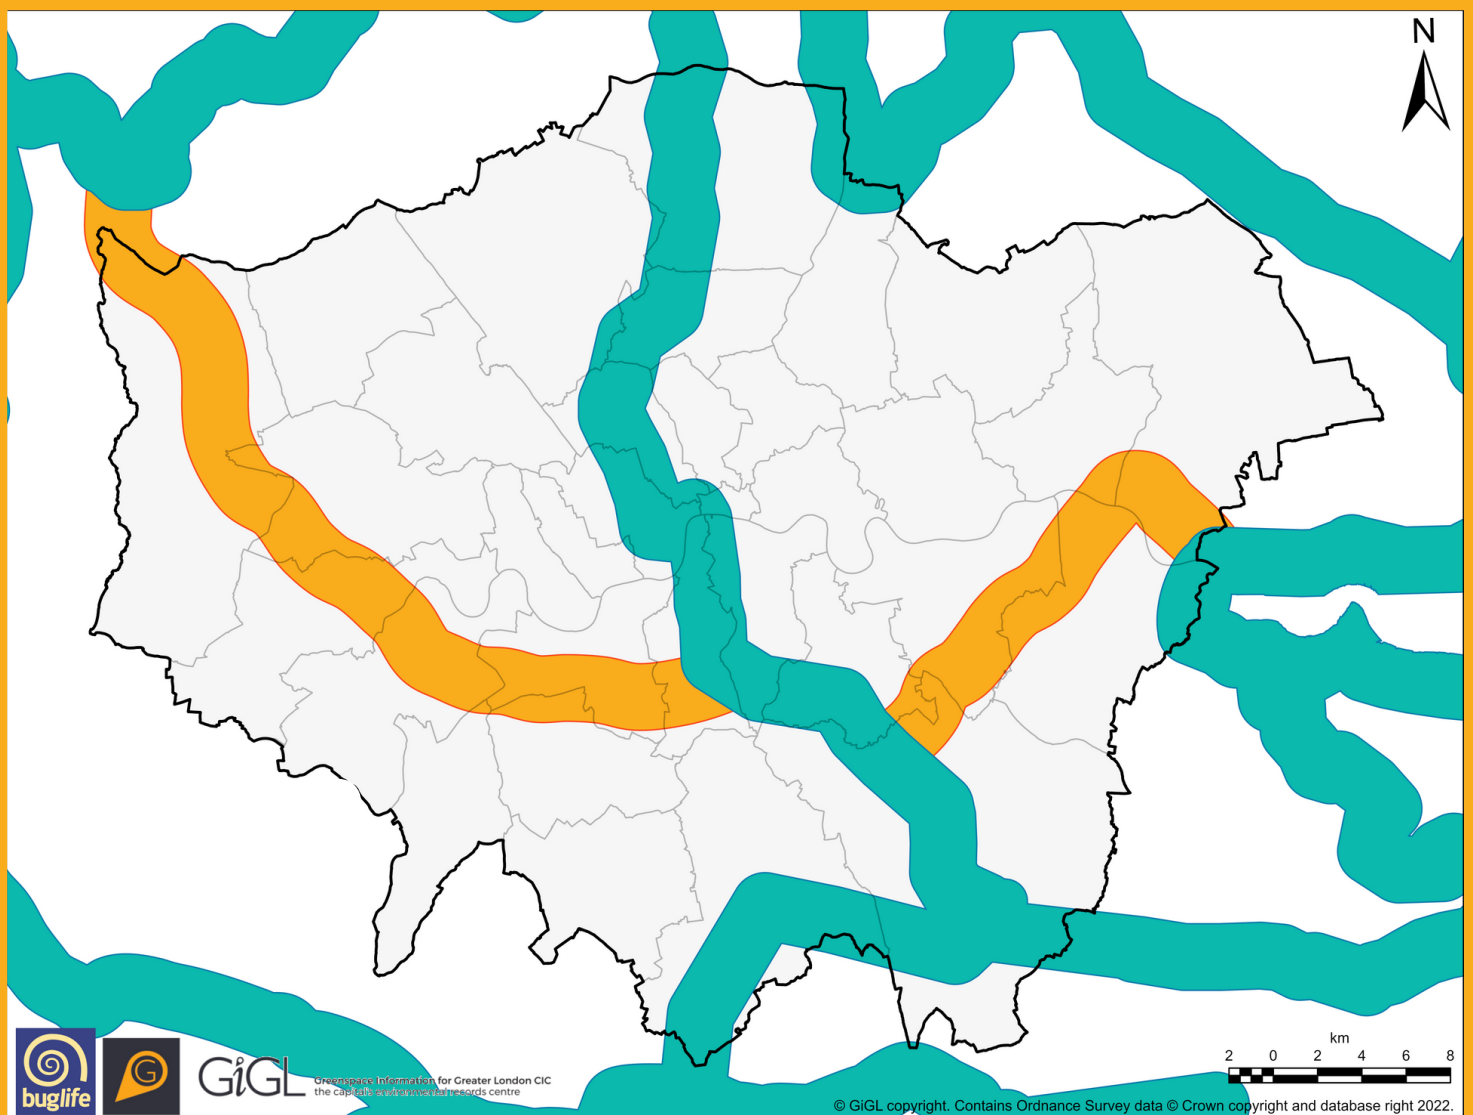 N
km
2 0 2 4 6 8
buglife
G
GiGL
Greenspace Information for Greater London CIC
the capital's environmental records centre
© GiGL copyright. Contains Ordnance Survey data © Crown copyright and database right 2022.